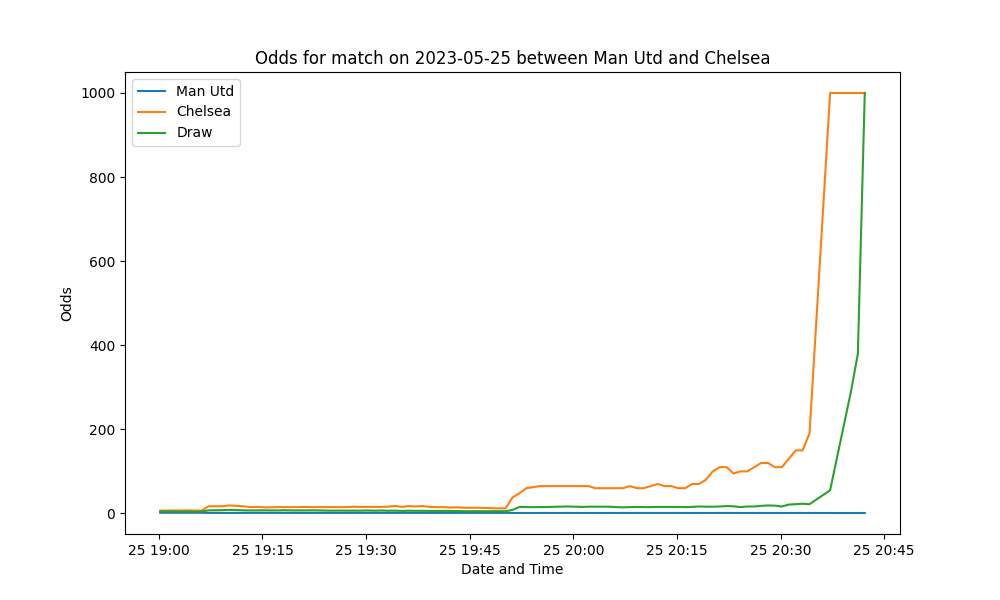 Odds for match on 2023-05-25 between Man Utd and Chelsea
Man Utd
Chelsea
Draw
1000
800
600
400
200
0
Odds
25 19:00
25 19:15
25 19:30
25 19:45
25 20:00
25 20:15
25 20:30
25 20:45
Date and Time